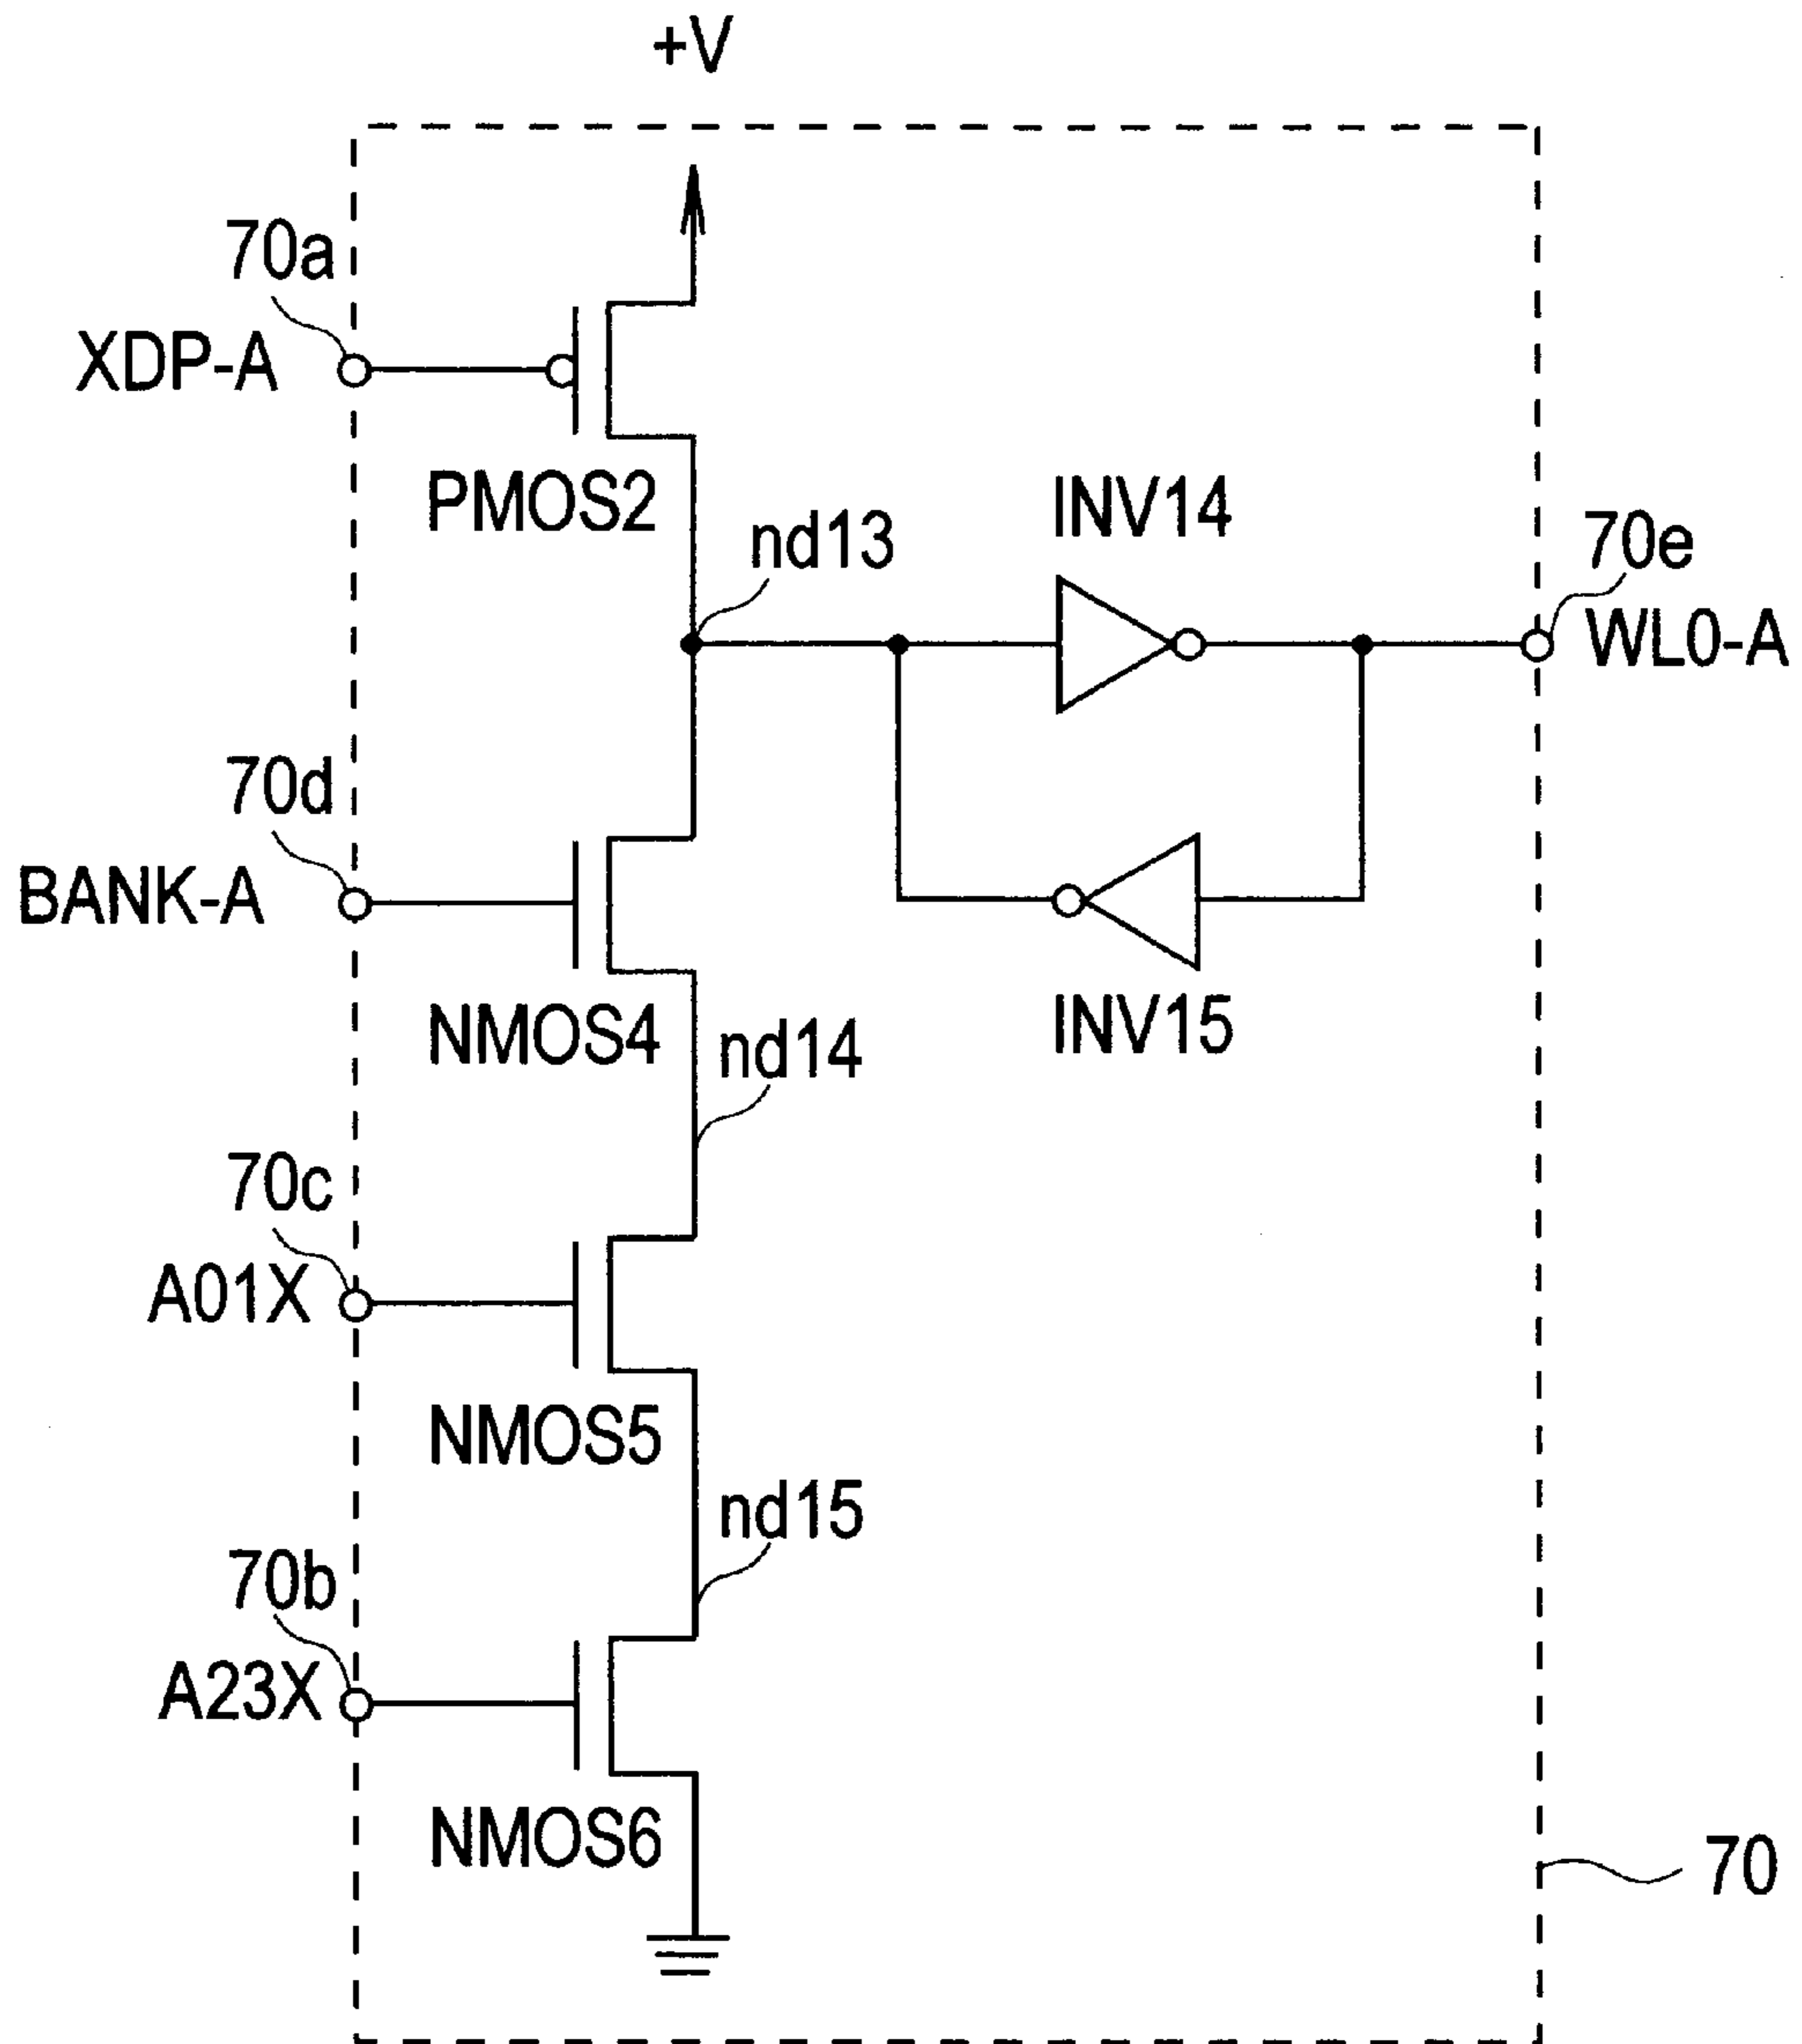 +V
70a
XDP-A
PMOS2
nd13
INV14
70e
WL0-A
70d
BANK-A
NMOS4
INV15
nd14
70c
A01X
NMOS5
nd15
70b
A23X
NMOS6
70